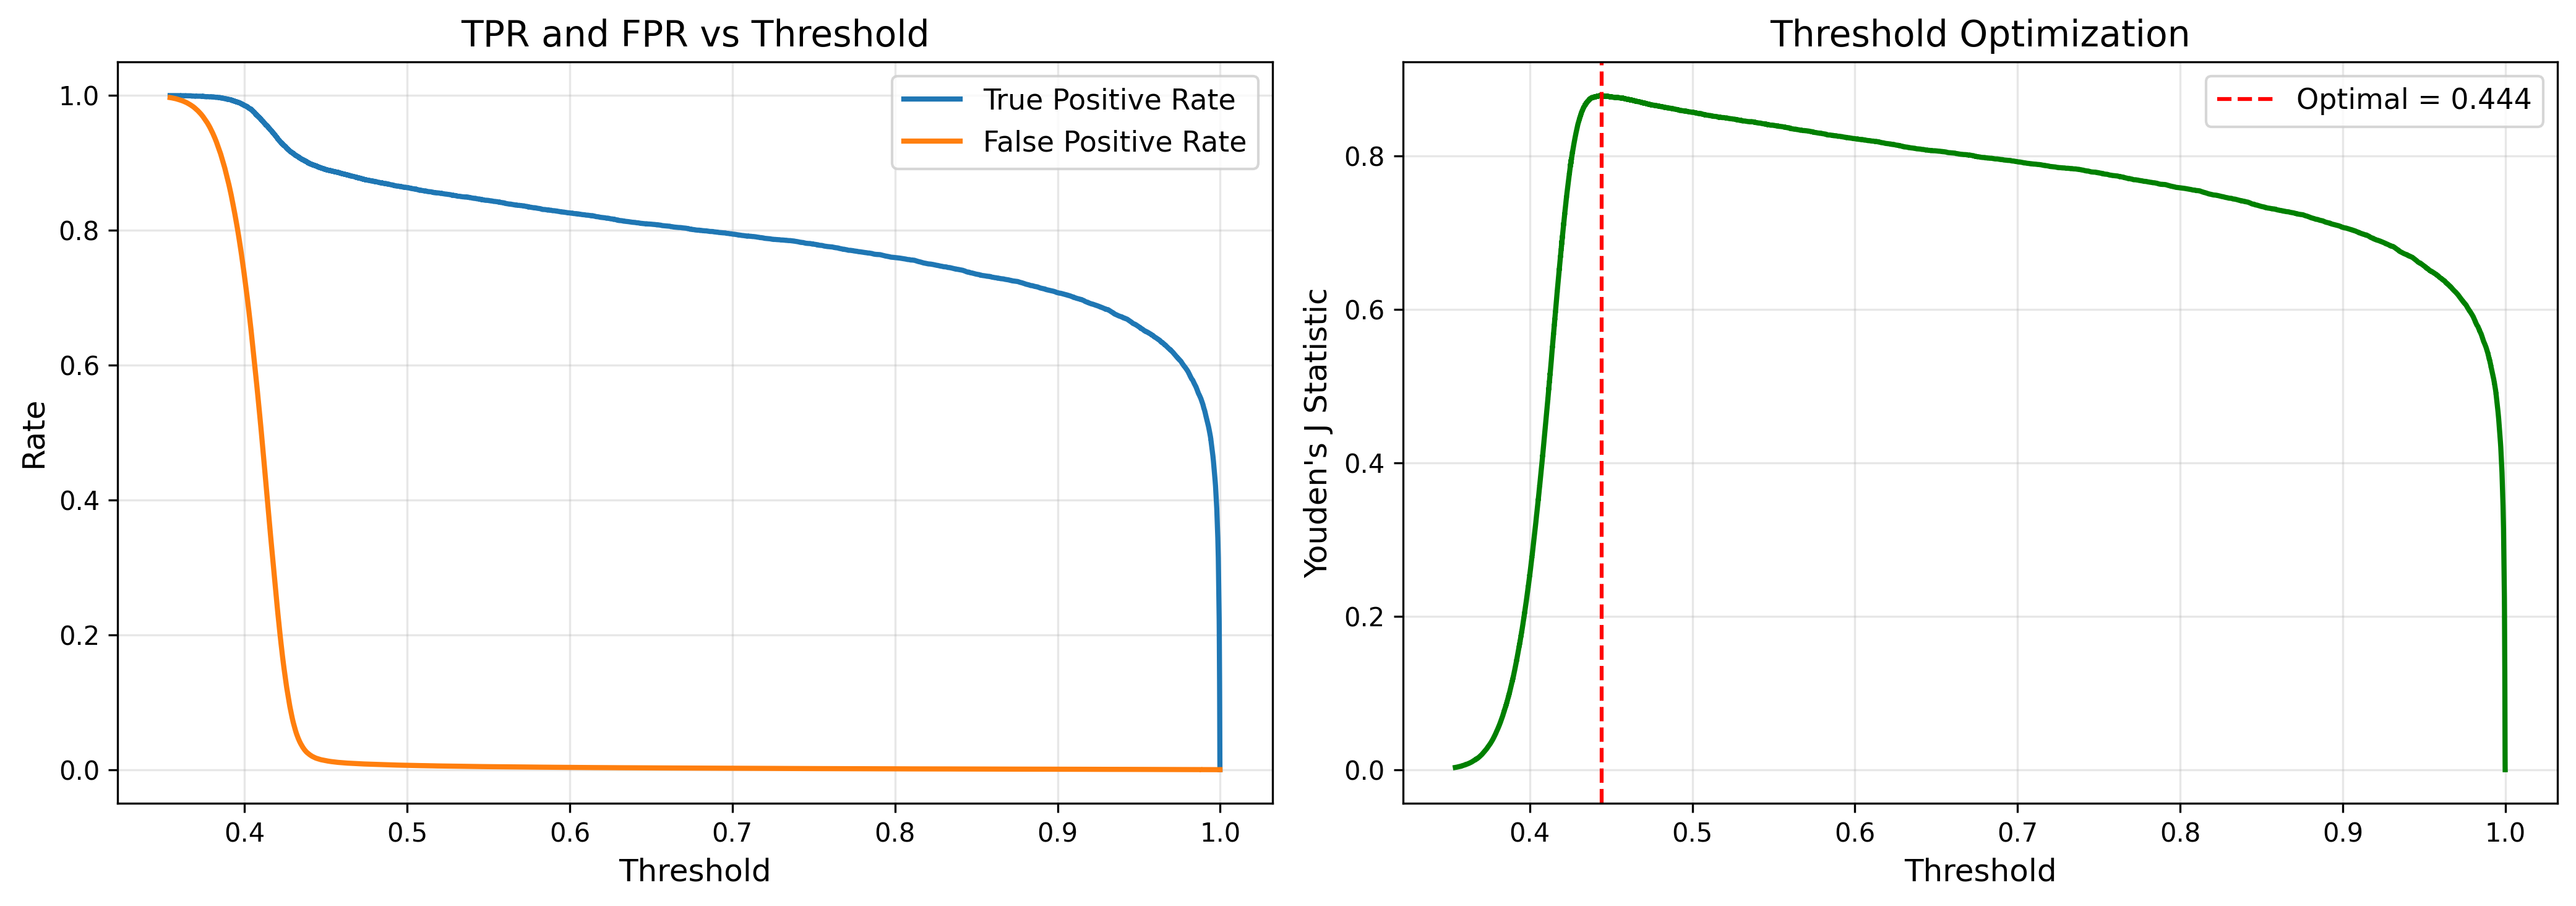 TPR and FPR vs Threshold
True Positive Rate
False Positive Rate
Rate
1.0
0.8
0.6
0.4
0.2
0.0
0.4 0.5 0.6 0.7 0.8 0.9 1.0
Threshold
Threshold Optimization
Optimal = 0.444
Youden's J Statistic
0.8
0.6
0.4
0.2
0.0
0.4 0.5 0.6 0.7 0.8 0.9 1.0
Threshold